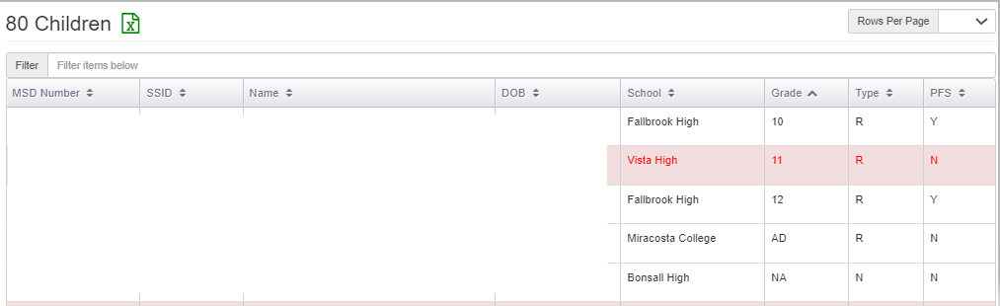 80 Children
Rows Per Page
Filter Filter items below
MSD Number SSID Name DOB School Grade Type PFS
Fallbrook High 10 R Y
Vista High 11 R N
Fallbrook High 12 R Y
Miracosta College AD R N
Bonsall High NA N N